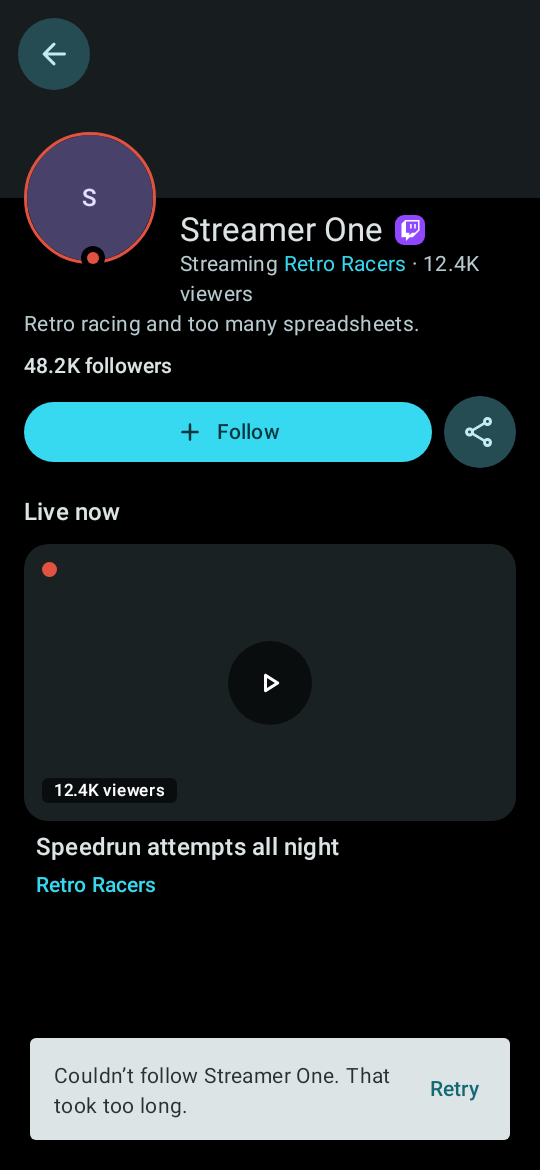 S
Streamer One
Streaming Retro Racers · 12.4K
viewers
Retro racing and too many spreadsheets.
48.2K followers
Follow
Live now
12.4K viewers
Speedrun attempts all night
Retro Racers
Couldn’t follow Streamer One. That
took too long.
Retry